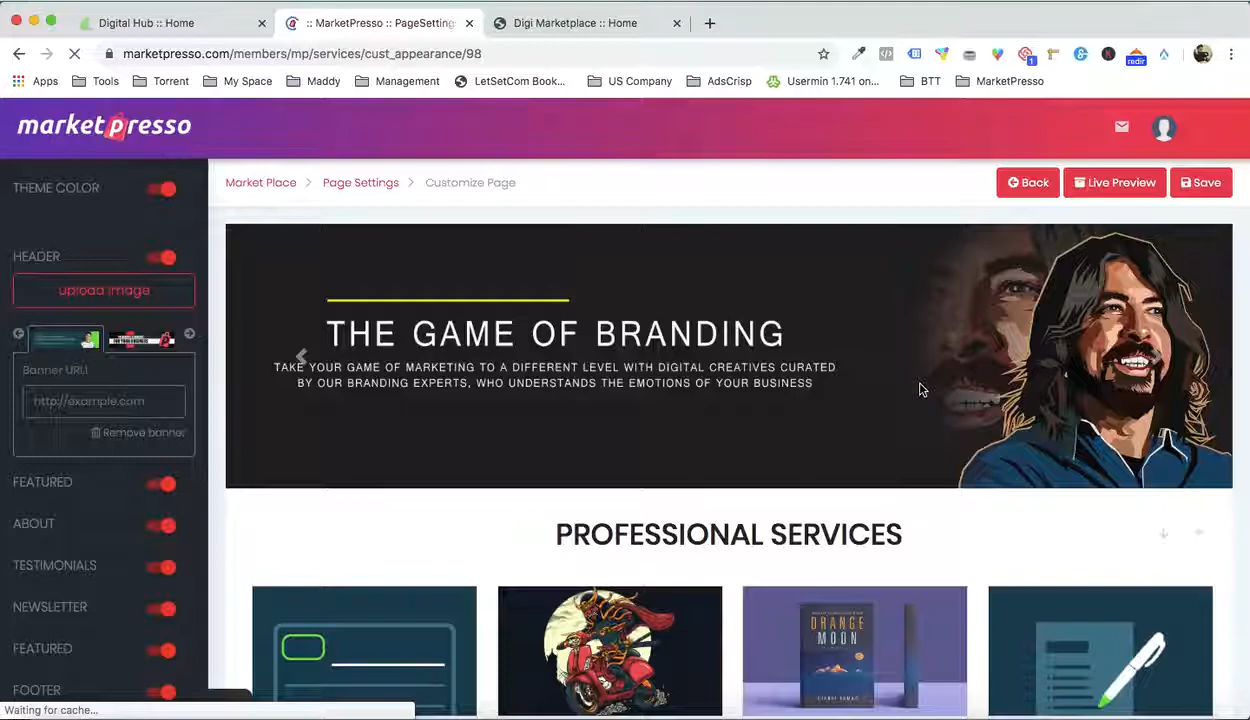 Digital Hub :: Home
:: MarketPresso :: PageSetting
Digi Marketplace :: Home
marketpresso.com/members/mp/services/cust_appearance/98
1
redir
Apps
Tools
Torrent
My Space
Maddy
Management
LetSetCom Book...
US Company
AdsCrisp
Usermin 1.741 on...
BTT
MarketPresso
marketpresso
THEME COLOR
Market Place
Page Settings
Customize Page
Back
Live Preview
Save
HEADER
Upload Image
Banner URL1
http://example.com
Remove banner
FEATURED
ABOUT
TESTIMONIALS
NEWSLETTER
FEATURED
FOOTER
THE GAME OF BRANDING
TAKE YOUR GAME OF MARKETING TO A DIFFERENT LEVEL WITH DIGITAL CREATIVES CURATED
BY OUR BRANDING EXPERTS, WHO UNDERSTANDS THE EMOTIONS OF YOUR BUSINESS
PROFESSIONAL SERVICES
ORANGE
MOON
Waiting for cache...